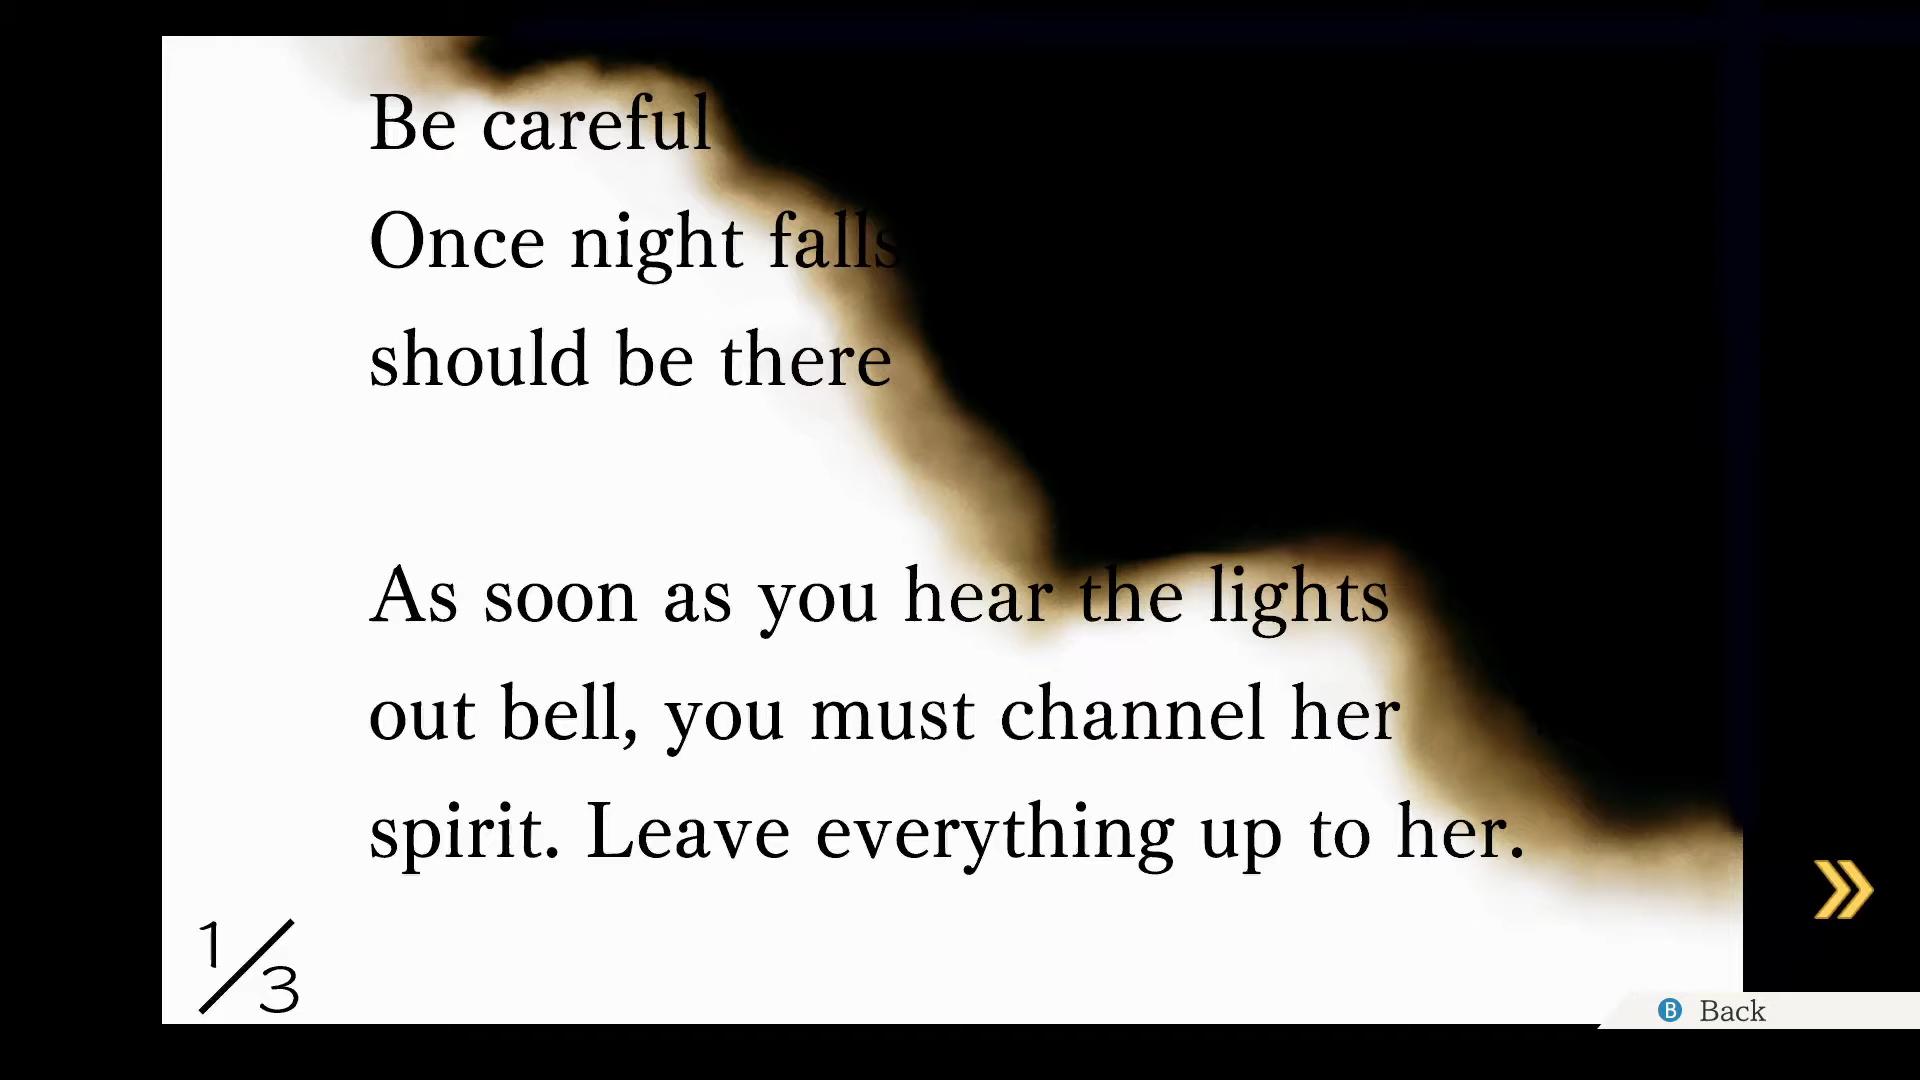 Be careful
Once night falls
should be there
As soon as you hear the lights
out bell, you must channel her
spirit. Leave everything up to her.
1/3
B Back